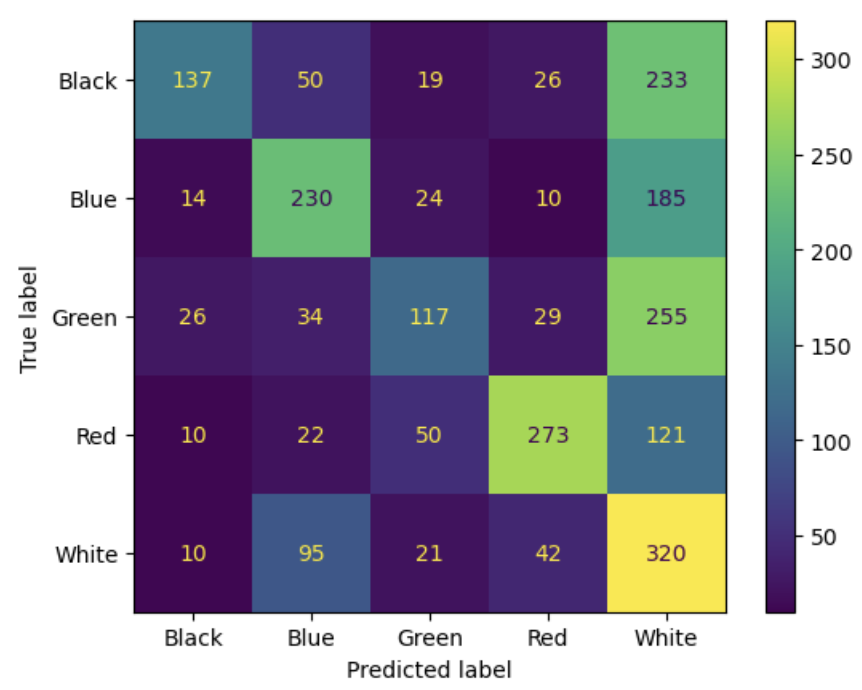 Black 137 50 19 26 233
Blue 14 230 24 10 185
Green 26 34 117 29 255
Red 10 22 50 273 121
White 10 95 21 42 320
Black Blue Green Red White
Predicted label
True label
300
250
200
150
100
50